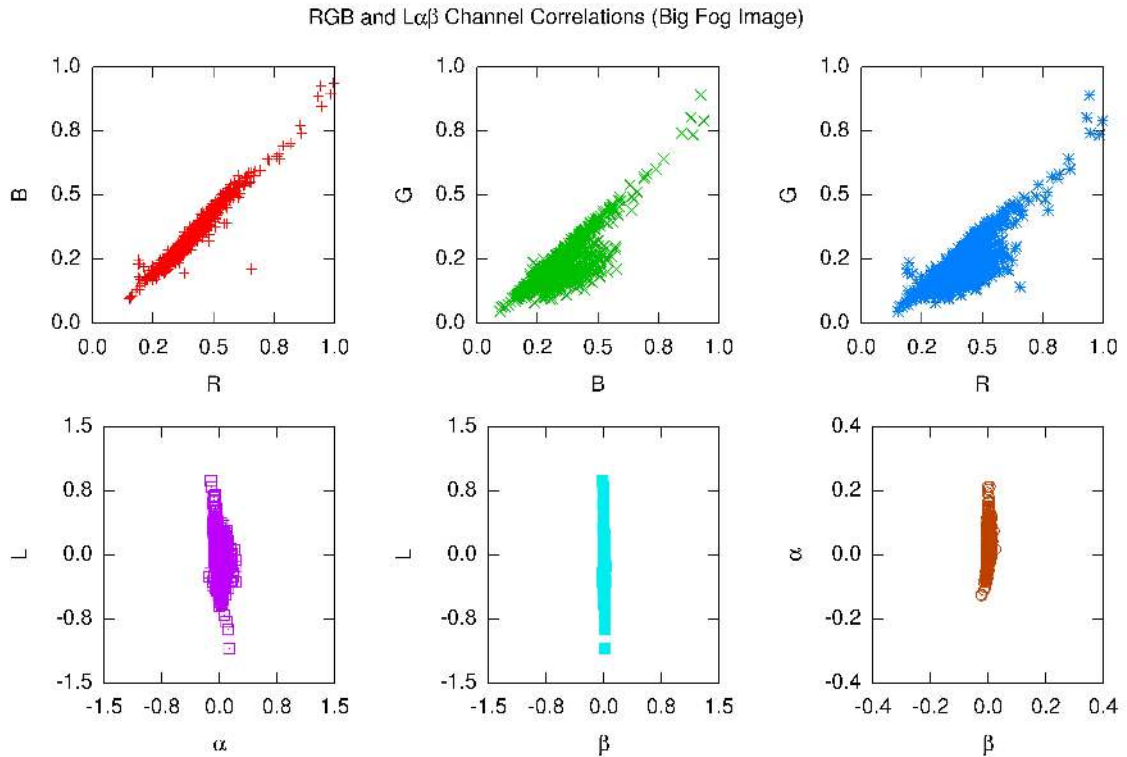 RGB and Lαβ Channel Correlations (Big Fog Image)
1.0
0.8
0.5
0.2
0.0
B
0.0 0.2 0.5 0.8 1.0
R
1.0
0.8
0.5
0.2
0.0
G
0.0 0.2 0.5 0.8 1.0
B
1.0
0.8
0.5
0.2
0.0
G
0.0 0.2 0.5 0.8 1.0
R
1.5
0.8
0.0
-0.8
-1.5
L
-1.5 -0.8 0.0 0.8 1.5
α
1.5
0.8
0.0
-0.8
-1.5
L
-1.5 -0.8 0.0 0.8 1.5
β
0.4
0.2
0.0
-0.2
-0.4
α
-0.4 -0.2 0.0 0.2 0.4
β